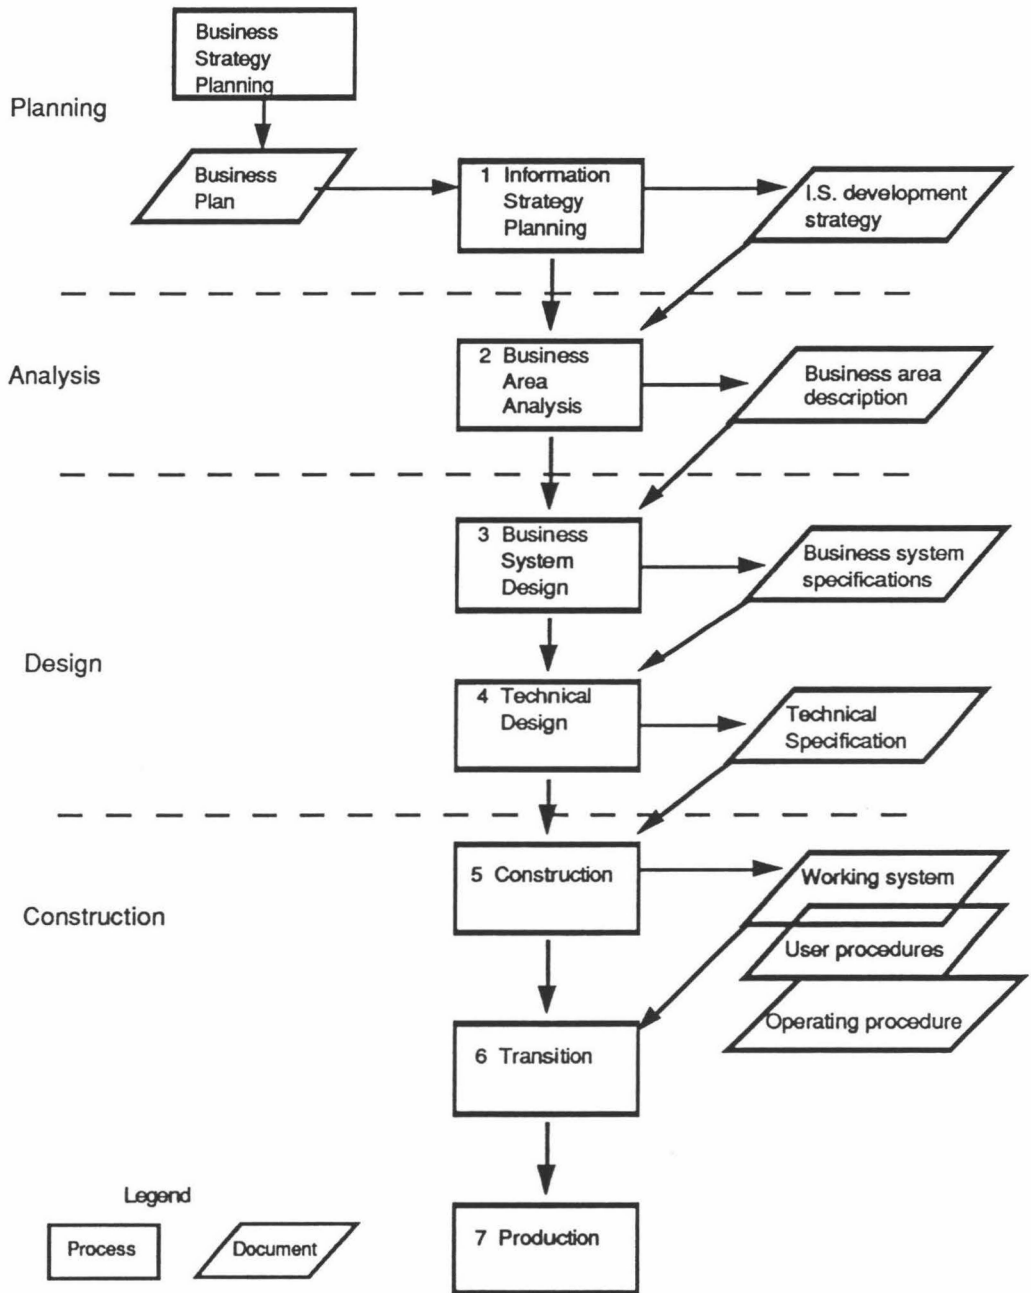 Business
Strategy
Planning
Planning
Business
Plan
1 Information
Strategy
Planning
I.S. development
strategy
Analysis
2 Business
Area
Analysis
Business area
description
3 Business
System
Design
Business system
specifications
Design
4 Technical
Design
Technical
Specification
5 Construction
Working system
Construction
User procedures
Operating procedure
6 Transition
Legend
7 Production
Process
Document